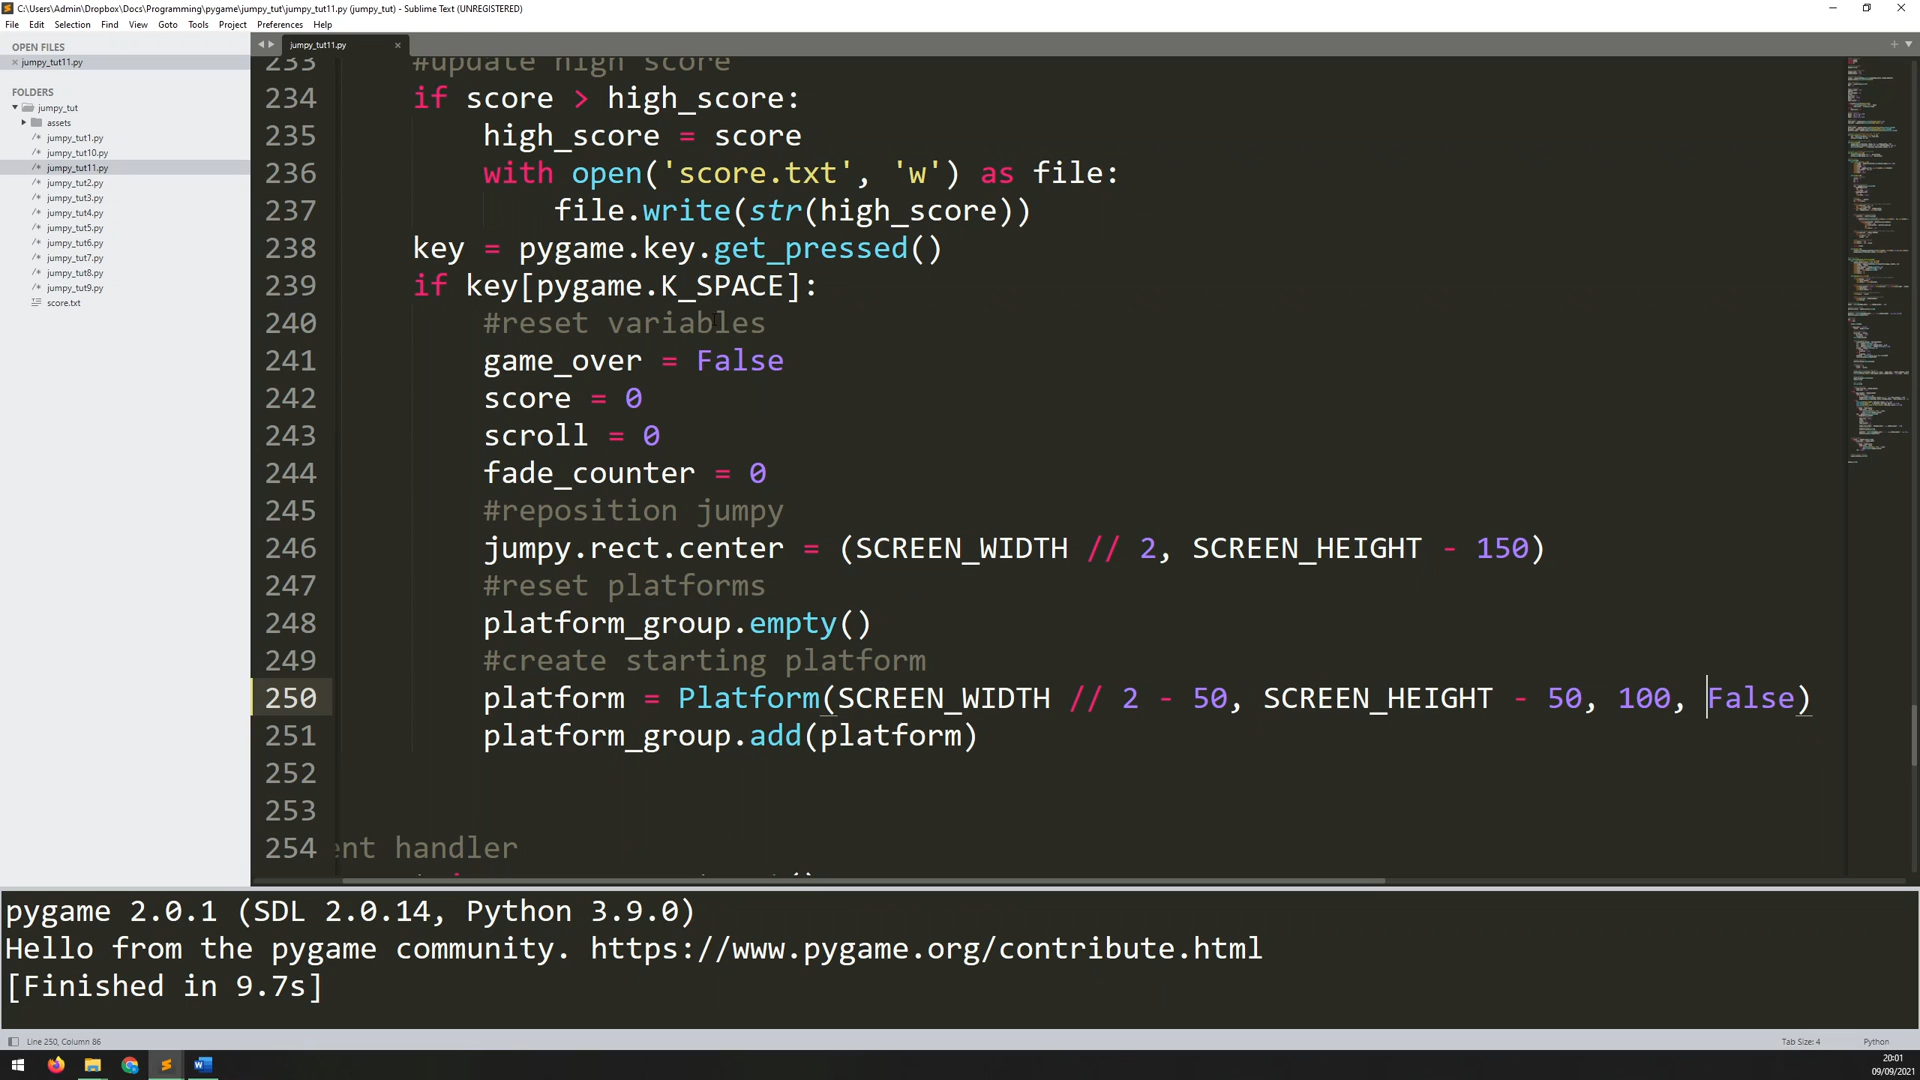 C:\Users\Admin\Dropbox\Docs\Programming\pygame\jumpy_tut\jumpy_tut11.py (jumpy_tut) - Sublime Text (UNREGISTERED)
File Edit Selection Find View Goto Tools Project Preferences Help
OPEN FILES
jumpy_tut11.py
FOLDERS
jumpy_tut
assets
jumpy_tut1.py
jumpy_tut10.py
jumpy_tut11.py
jumpy_tut2.py
jumpy_tut3.py
jumpy_tut4.py
jumpy_tut5.py
jumpy_tut6.py
jumpy_tut7.py
jumpy_tut8.py
jumpy_tut9.py
score.txt
jumpy_tut11.py
233 #update high score
234 if score > high_score:
235 high_score = score
236 with open('score.txt', 'w') as file:
237 file.write(str(high_score))
238 key = pygame.key.get_pressed()
239 if key[pygame.K_SPACE]:
240 #reset variables
241 game_over = False
242 score = 0
243 scroll = 0
244 fade_counter = 0
245 #reposition jumpy
246 jumpy.rect.center = (SCREEN_WIDTH // 2, SCREEN_HEIGHT - 150)
247 #reset platforms
248 platform_group.empty()
249 #create starting platform
250 platform = Platform(SCREEN_WIDTH // 2 - 50, SCREEN_HEIGHT - 50, 100, False)
251 platform_group.add(platform)
252
253
254 ent handler
pygame 2.0.1 (SDL 2.0.14, Python 3.9.0)
Hello from the pygame community. https://www.pygame.org/contribute.html
[Finished in 9.7s]
Line 250, Column 86
Tab Size: 4
Python
20:01
09/09/2021